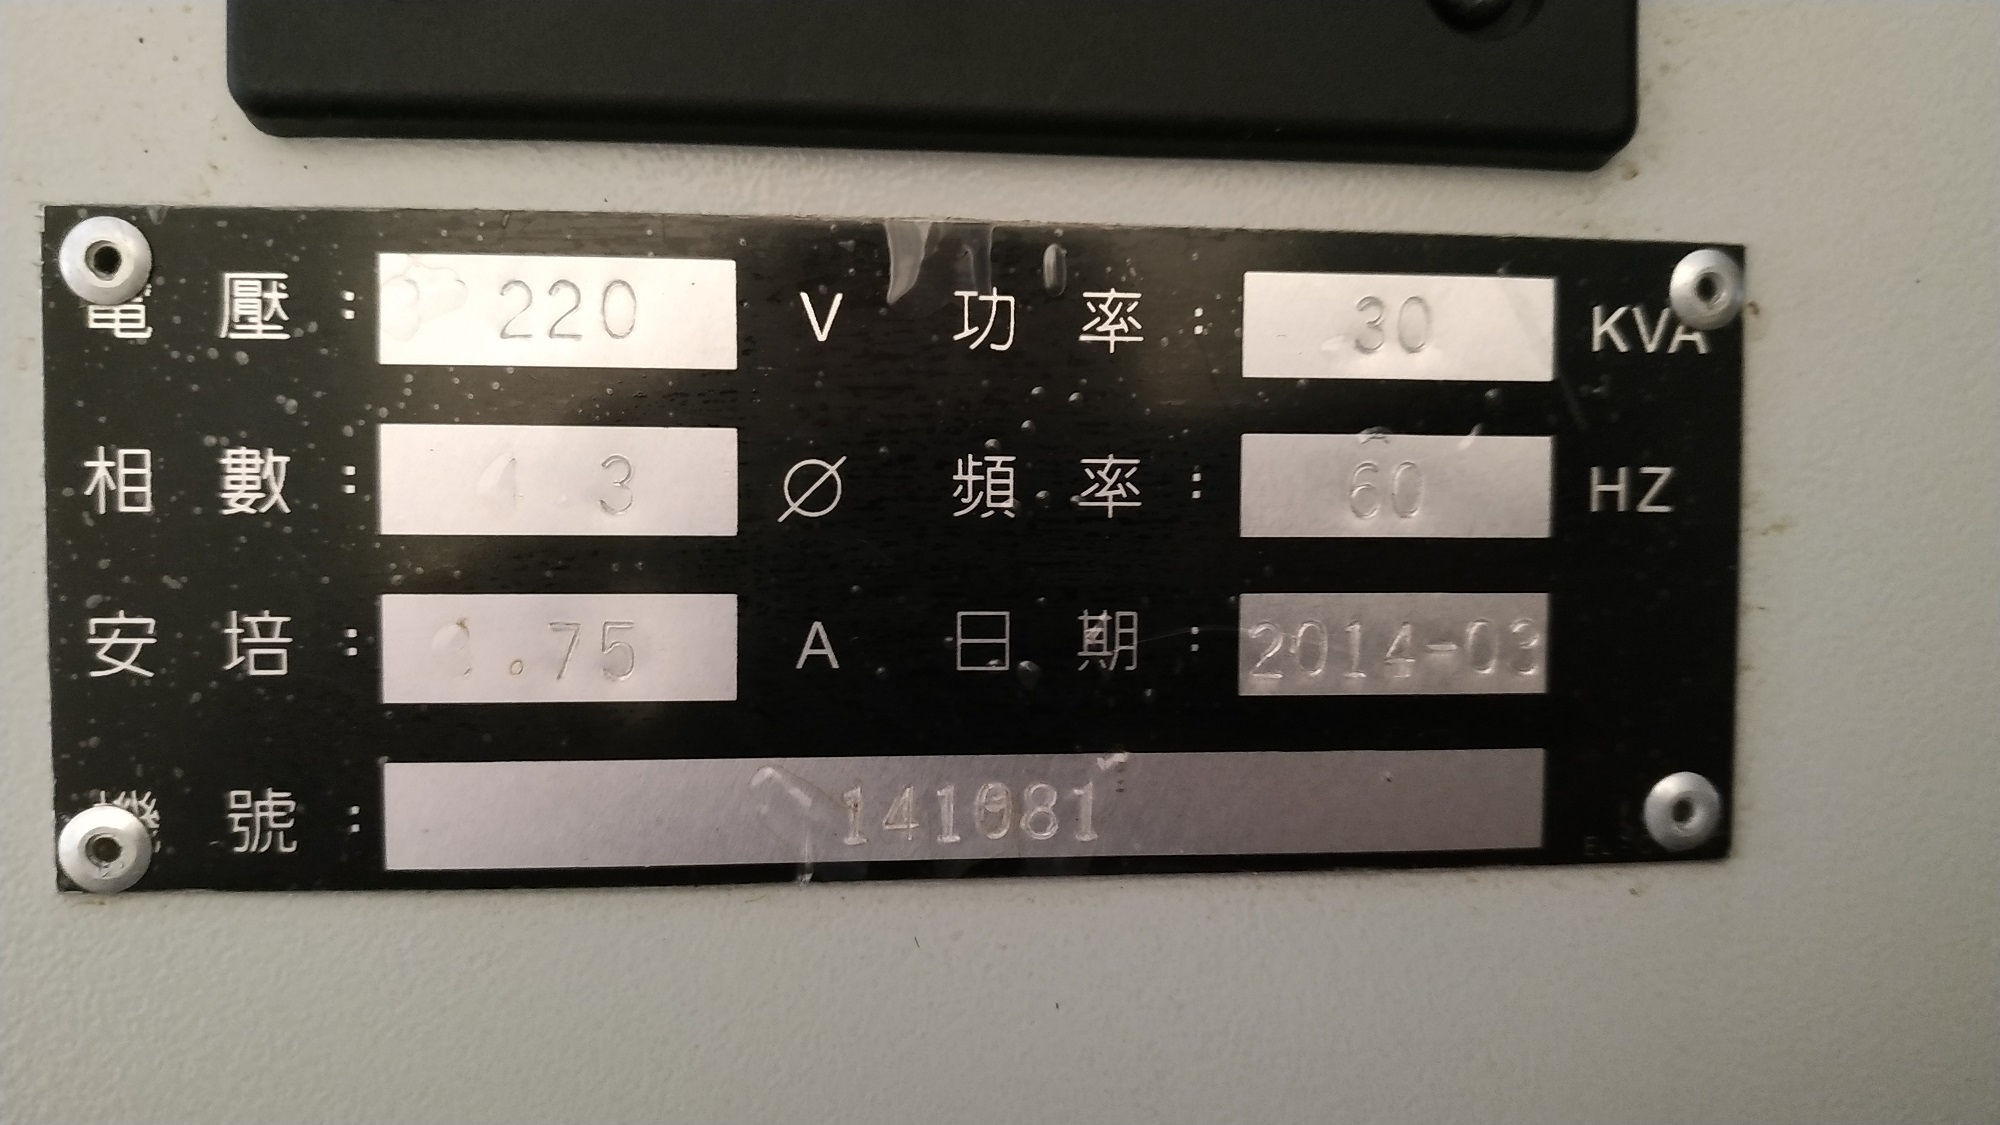 電壓: 220 V 功率: 30 KVA
相數: 3 Ø 頻率: 60 HZ
安培: 75 A 日期: 2014-03
機號: 141081